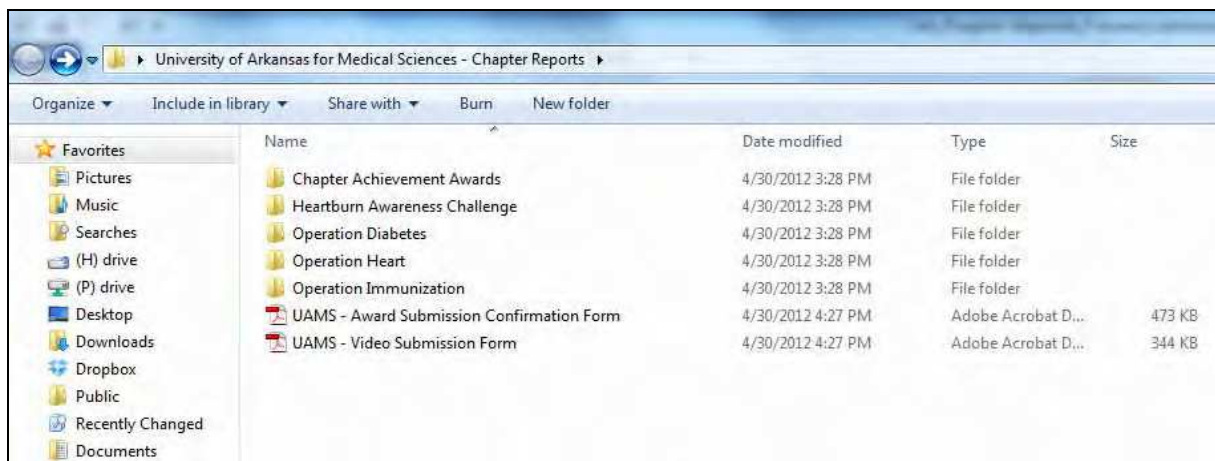 University of Arkansas for Medical Sciences - Chapter Reports
Organize Include in library Share with Burn New folder
Favorites
Pictures
Music
Searches
(H) drive
(P) drive
Desktop
Downloads
Dropbox
Public
Recently Changed
Documents
Name Date modified Type Size
Chapter Achievement Awards 4/30/2012 3:28 PM File folder
Heartburn Awareness Challenge 4/30/2012 3:28 PM File folder
Operation Diabetes 4/30/2012 3:28 PM File folder
Operation Heart 4/30/2012 3:28 PM File folder
Operation Immunization 4/30/2012 3:28 PM File folder
UAMS - Award Submission Confirmation Form 4/30/2012 4:27 PM Adobe Acrobat D... 473 KB
UAMS - Video Submission Form 4/30/2012 4:27 PM Adobe Acrobat D... 344 KB